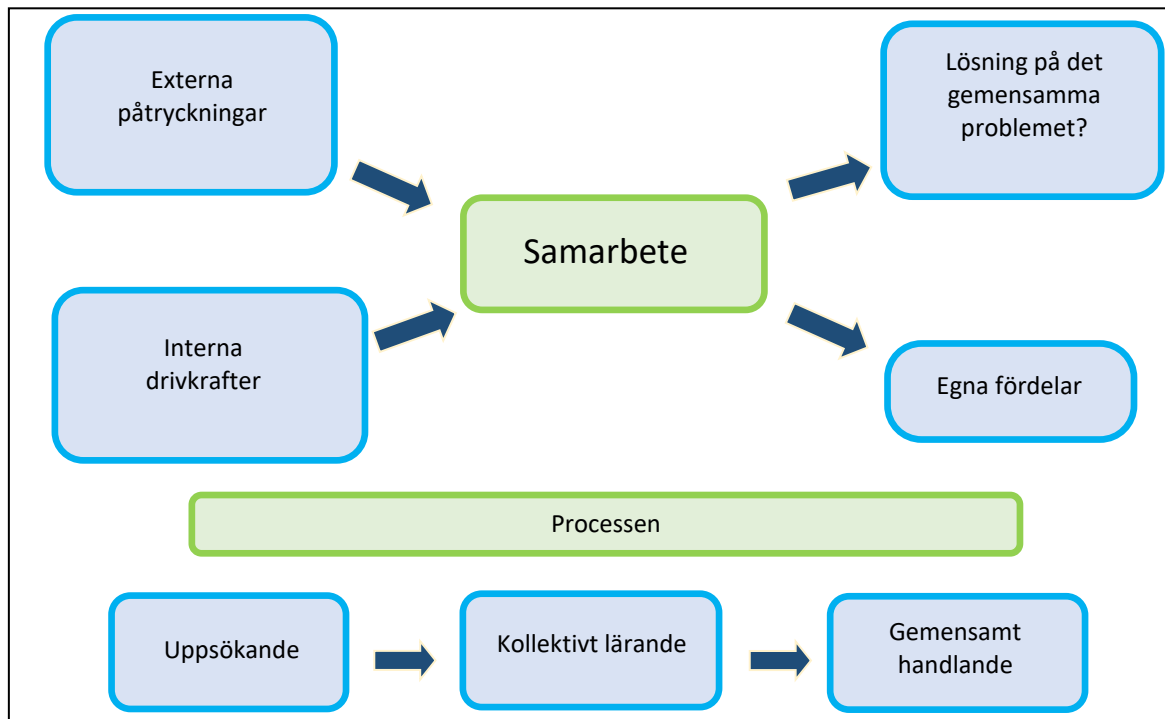 Externa
påtryckningar
Lösning på det
gemensamma
problemet?
Samarbete
Interna
drivkrafter
Egna fördelar
Processen
Uppsökande
Kollektivt lärande
Gemensamt
handlande